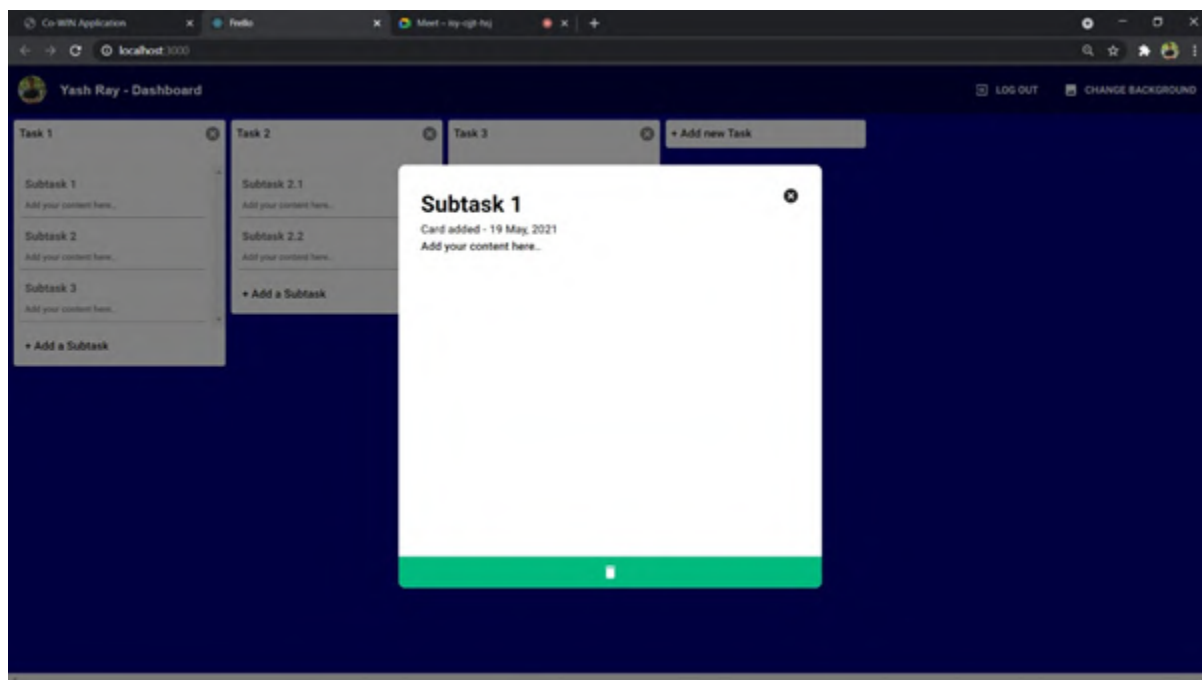 Co-WIN Application
Frello
localhost:3000
Yash Ray - Dashboard
LOG OUT
CHANGE BACKGROUND
Task 1
Task 2
Task 3
+ Add new Task
Subtask 1
Add your content here..
Subtask 2
Add your content here..
Subtask 3
Add your content here..
+ Add a Subtask
Subtask 2.1
Add your content here..
Subtask 2.2
Add your content here..
+ Add a Subtask
Subtask 1
Card added - 19 May, 2021
Add your content here..